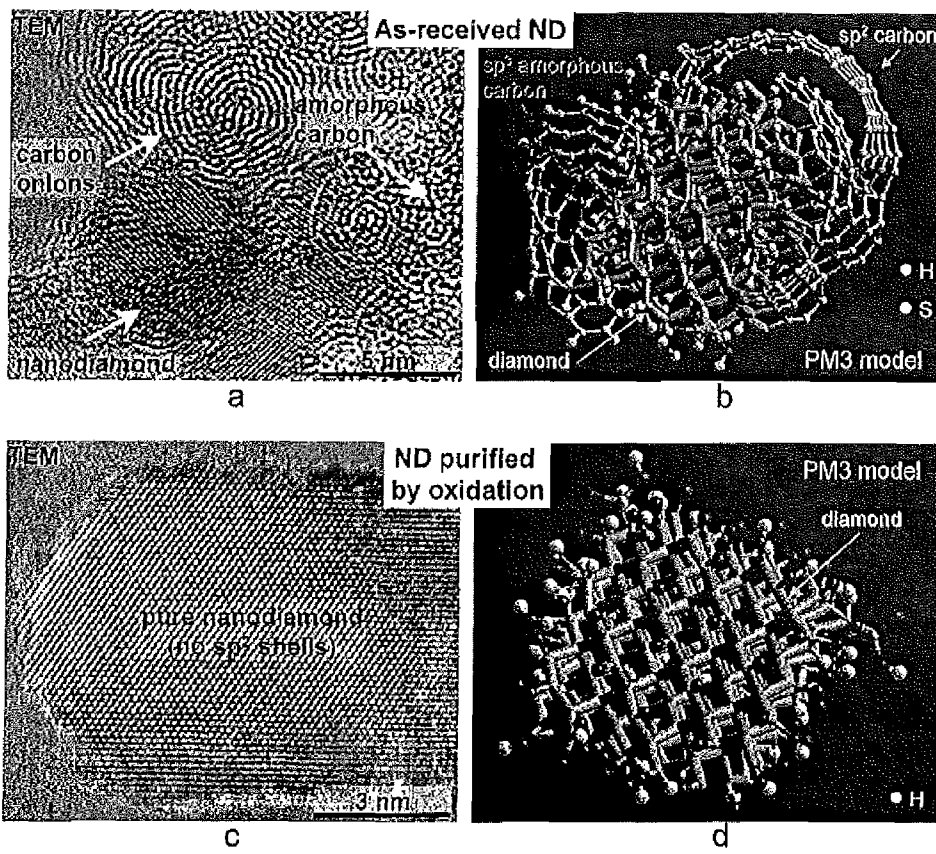 TEM
As-received ND
amorphous
carbon
carbon
onions
nanodiamond
5 nm
a
sp² carbon
sp² amorphous
carbon
H
S
diamond
PM3 model
b
TEM
ND purified
by oxidation
pure nanodiamond
(no sp² shells)
3 nm
c
PM3 model
diamond
H
d